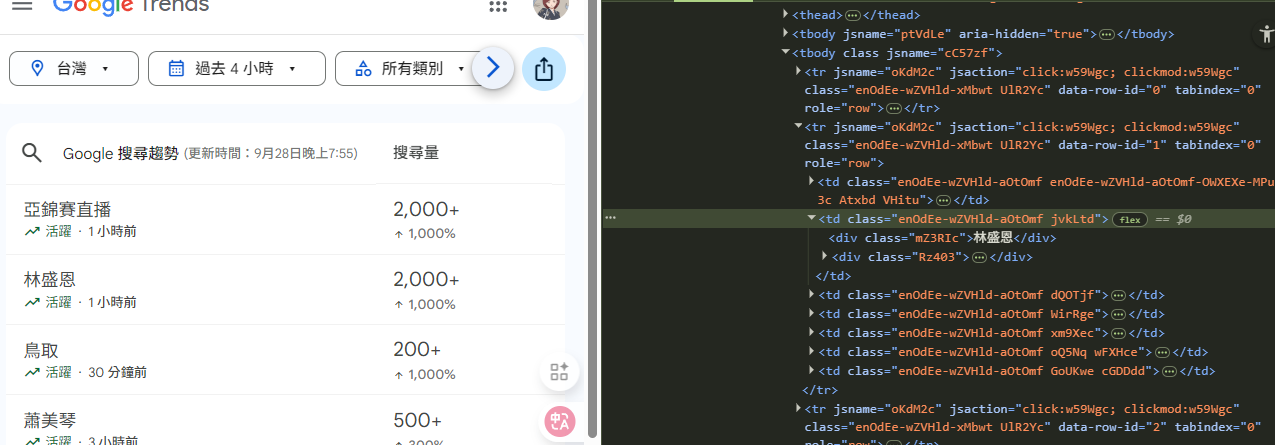 Google Trends
台灣
過去 4 小時
所有類別
Google 搜尋趨勢 (更新時間：9月28日晚上7:55)
搜尋量
亞錦賽直播
活躍 · 1 小時前
2,000+
↑ 1,000%
林盛恩
活躍 · 1 小時前
2,000+
↑ 1,000%
鳥取
活躍 · 30 分鐘前
200+
↑ 1,000%
蕭美琴
活躍 · 3 小時前
500+
↑ 300%
中A
<thead>…</thead>
<tbody jsname="ptVdLe" aria-hidden="true">…</tbody>
<tbody class jsname="cC57zf">
<tr jsname="oKdM2c" jsaction="click:w59Wgc; clickmod:w59Wgc"
class="enOdEe-wZVHld-xMbwt UlR2Yc" data-row-id="0" tabindex="0"
role="row">…</tr>
<tr jsname="oKdM2c" jsaction="click:w59Wgc; clickmod:w59Wgc"
class="enOdEe-wZVHld-xMbwt UlR2Yc" data-row-id="1" tabindex="0"
role="row">
<td class="enOdEe-wZVHld-aOtOmf enOdEe-wZVHld-aOtOmf-OWXEXe-MPu
3c Atxbd VHitu">…</td>
<td class="enOdEe-wZVHld-aOtOmf jvkLtd"> flex == $0
<div class="mZ3RIc">林盛恩</div>
<div class="Rz403">…</div>
</td>
<td class="enOdEe-wZVHld-aOtOmf dQOTjf">…</td>
<td class="enOdEe-wZVHld-aOtOmf WirRge">…</td>
<td class="enOdEe-wZVHld-aOtOmf xm9Xec">…</td>
<td class="enOdEe-wZVHld-aOtOmf oQ5Nq wFXHce">…</td>
<td class="enOdEe-wZVHld-aOtOmf GoUKwe cGDDdd">…</td>
</tr>
<tr jsname="oKdM2c" jsaction="click:w59Wgc; clickmod:w59Wgc"
class="enOdEe-wZVHld-xMbwt UlR2Yc" data-row-id="2" tabindex="0"
role="row">…</tr>